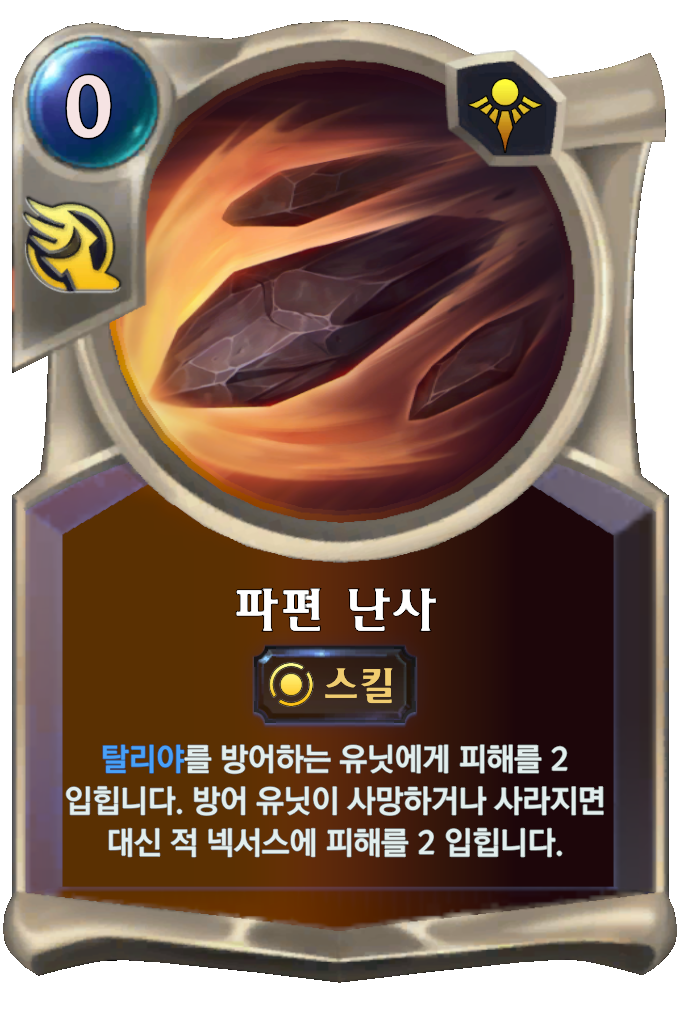 0
파편 난사
스킬
탈리야를 방어하는 유닛에게 피해를 2
입힙니다. 방어 유닛이 사망하거나 사라지면
대신 적 넥서스에 피해를 2 입힙니다.